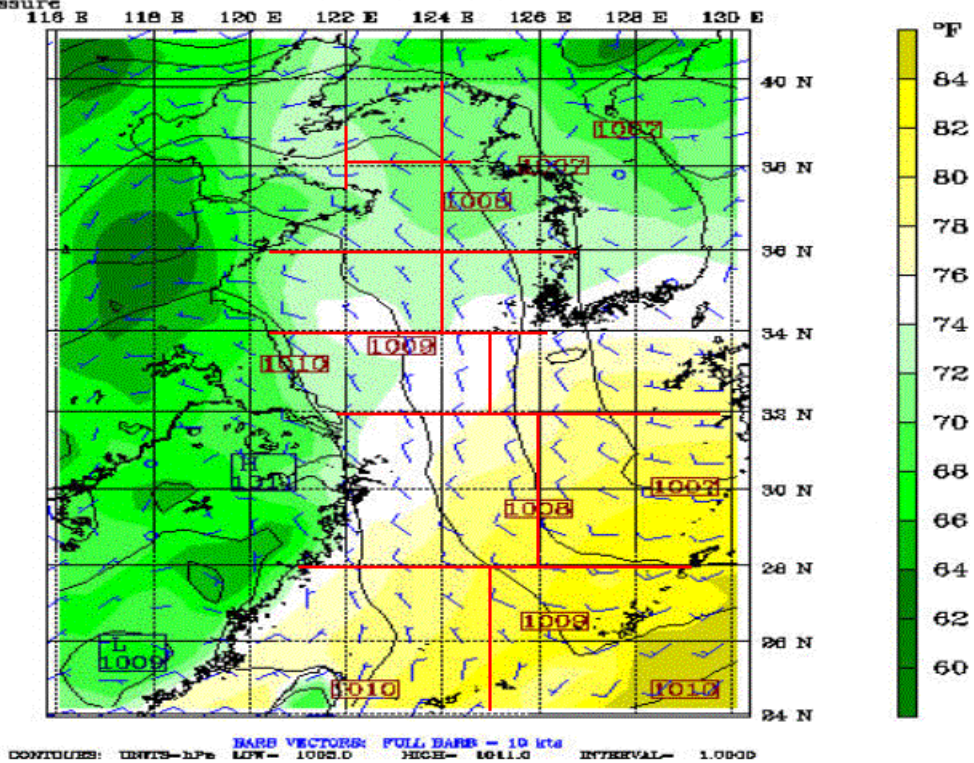 ssure
116 E 118 E 120 E 122 E 124 E 126 E 128 E 130 E
°F
84
82
80
78
76
74
72
70
68
66
64
62
60
40 N
38 N
36 N
34 N
32 N
30 N
28 N
26 N
24 N
1007
1007
1008
1009
1010
H
1007
1008
L
1009
1009
1010
1010
BARB VECTORS: FULL BARB = 10 kts
CONTOURS: UNITS=hPa LOW= HIGH= 1011.0 INTERVAL= 1.0000